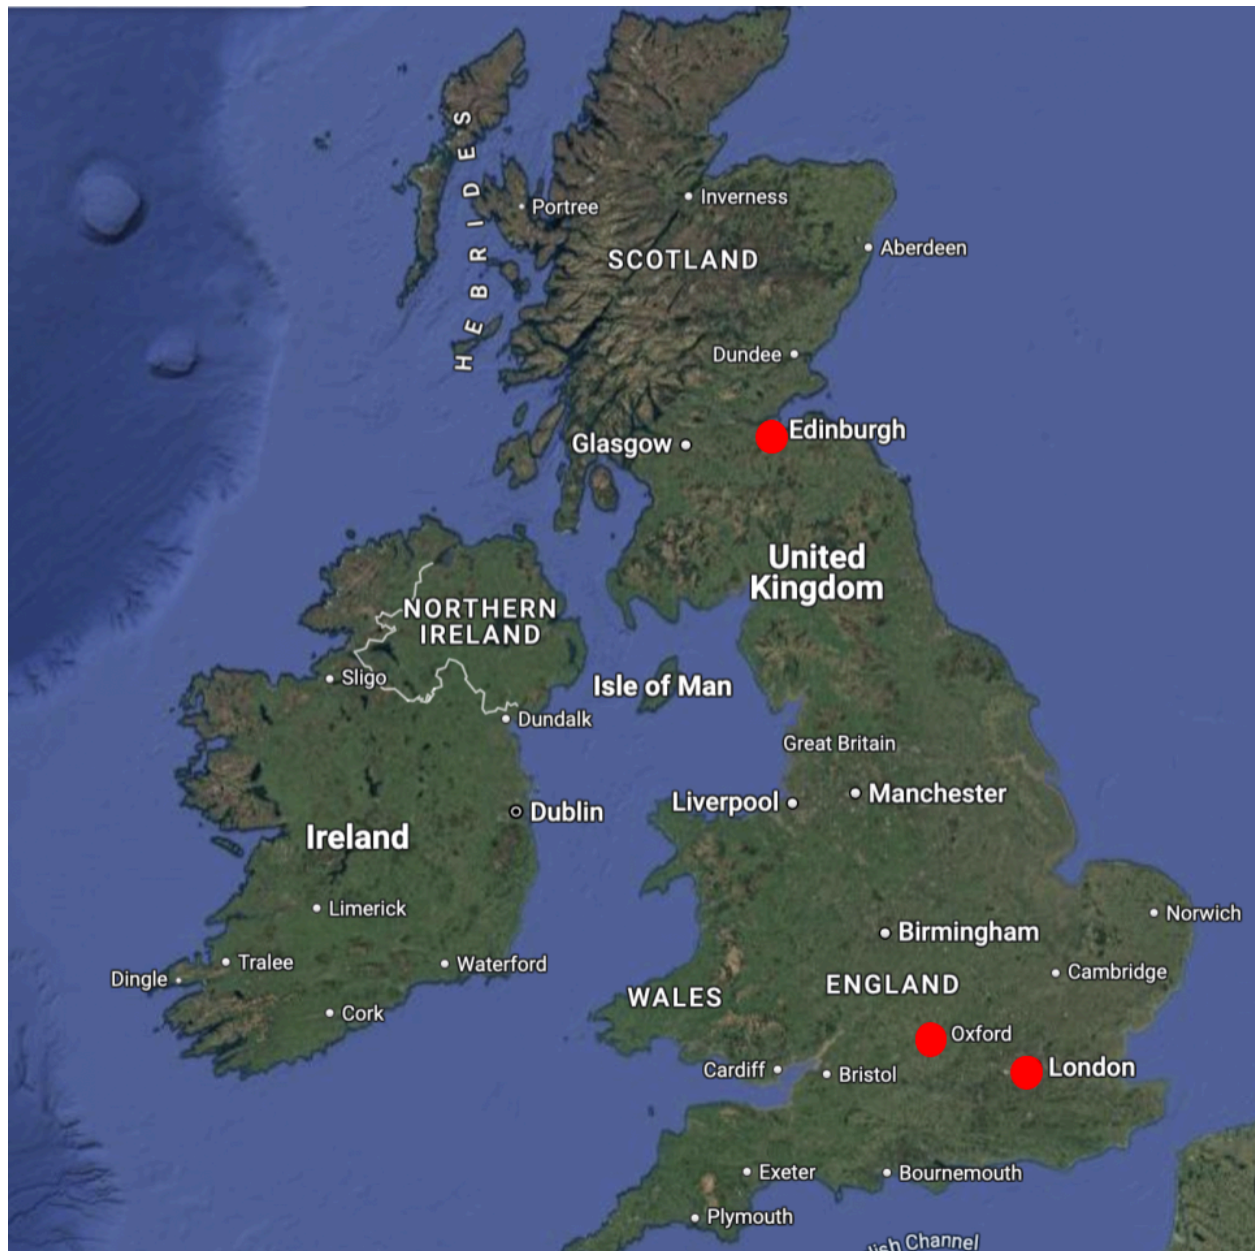 HEBRIDES
Portree
Inverness
SCOTLAND
Aberdeen
Dundee
Edinburgh
Glasgow
United
Kingdom
NORTHERN
IRELAND
Sligo
Isle of Man
Dundalk
Great Britain
Liverpool
Manchester
Dublin
Ireland
Limerick
Norwich
Birmingham
Tralee
Waterford
Cambridge
Dingle
ENGLAND
WALES
Cork
Oxford
Cardiff
Bristol
London
Exeter
Bournemouth
Plymouth
lish Channel